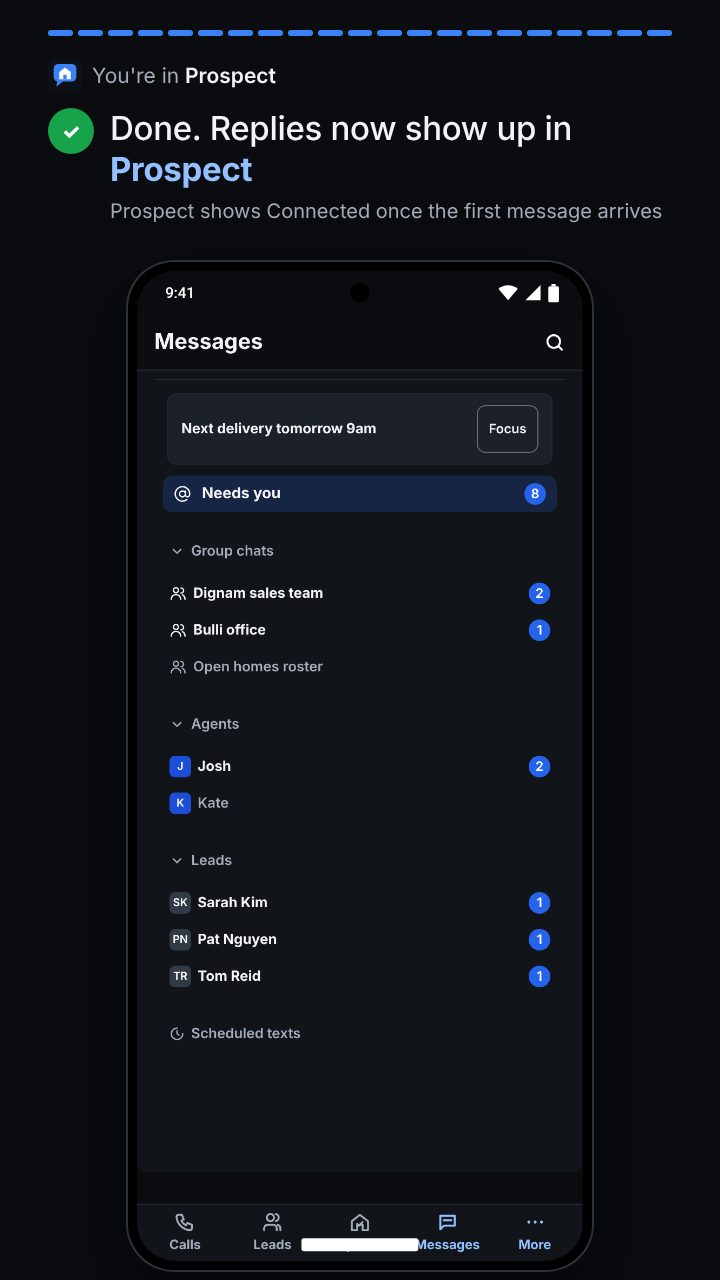 You're in Prospect
Done. Replies now show up in
Prospect
Prospect shows Connected once the first message arrives
9:41
Messages
Next delivery tomorrow 9am
Focus
Needs you
8
Group chats
Dignam sales team
2
Bulli office
1
Open homes roster
Agents
J
Josh
2
K
Kate
Leads
SK
Sarah Kim
1
PN
Pat Nguyen
1
TR
Tom Reid
1
Scheduled texts
Calls
Leads
Messages
More